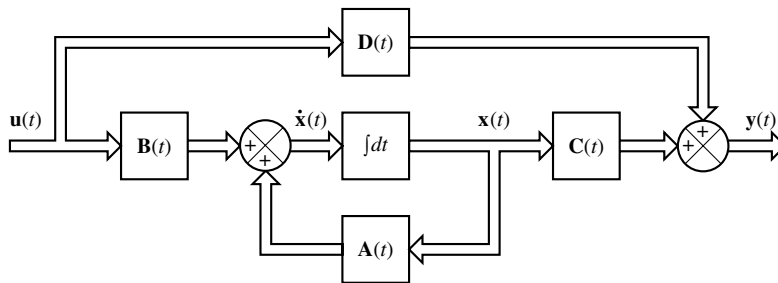 D(t)
u(t)
ẋ(t)
x(t)
y(t)
B(t)
+
+
∫dt
C(t)
+
+
A(t)